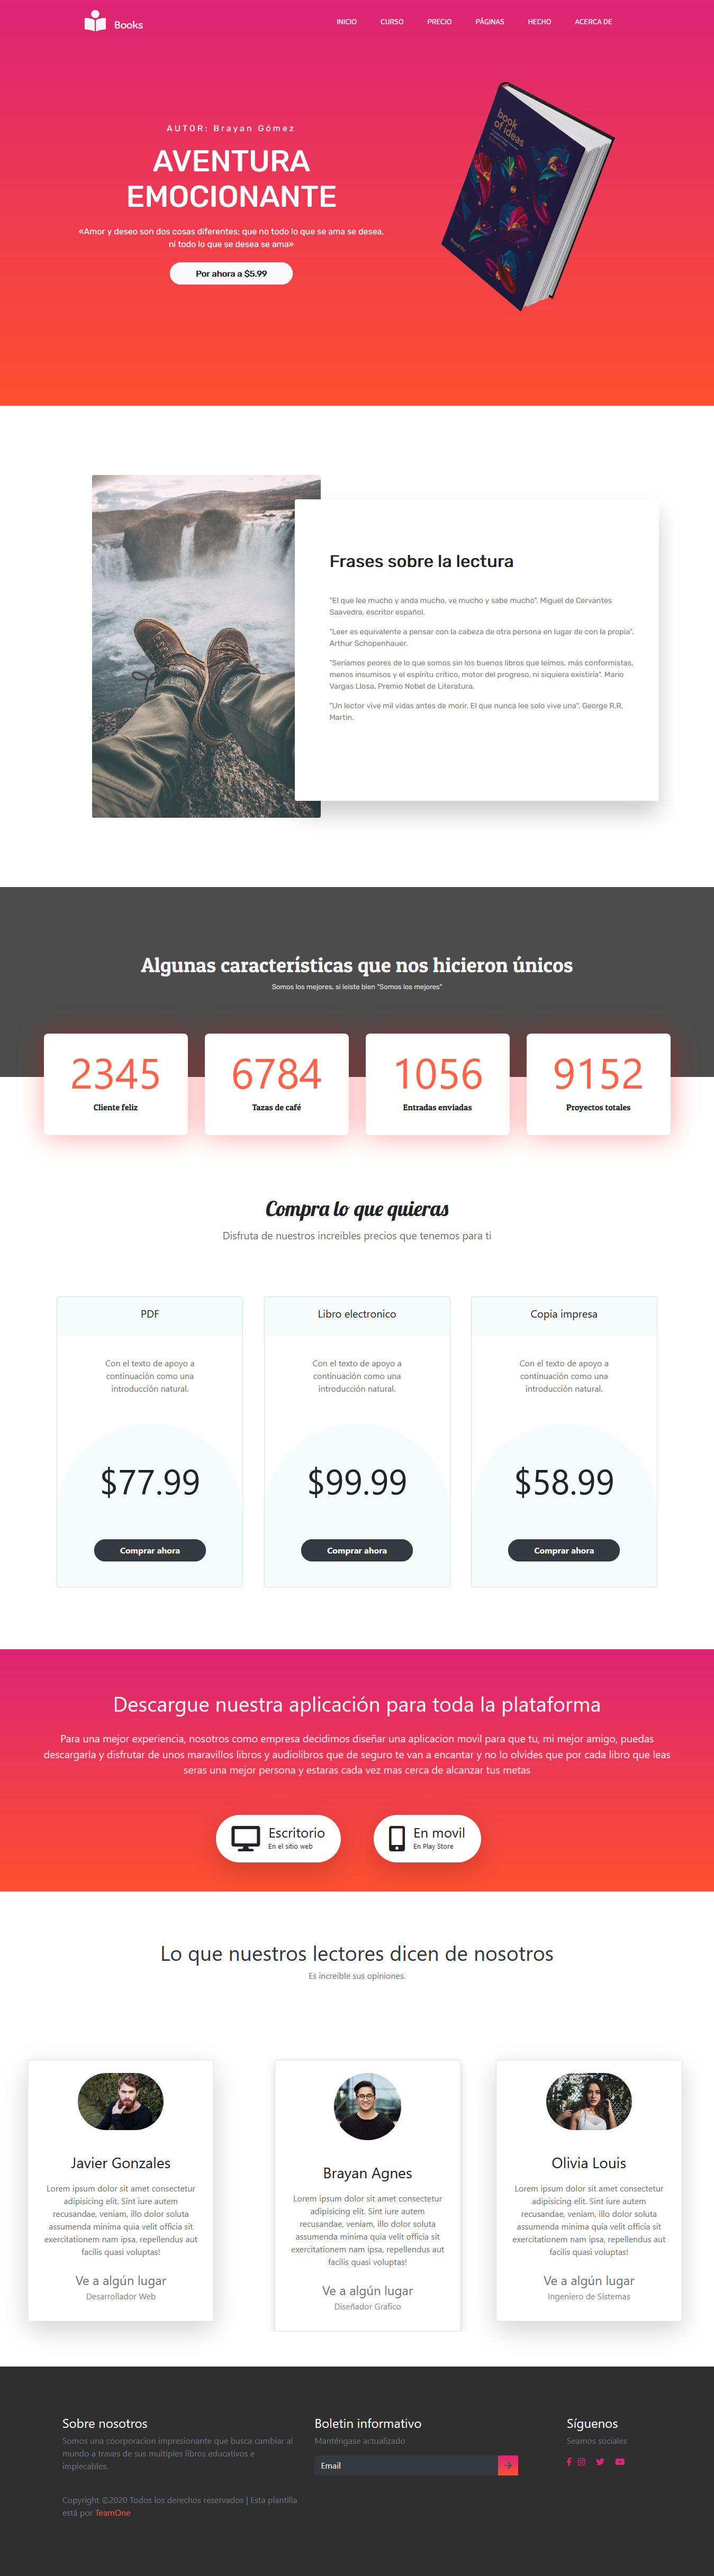 Books
INICIO CURSO PRECIO PÁGINAS HECHO ACERCA DE
AUTOR: Brayan Gómez
AVENTURA
EMOCIONANTE
«Amor y deseo son dos cosas diferentes; que no todo lo que se ama se desea,
ni todo lo que se desea se ama»
Por ahora a $5.99
book
of ideas
Frases sobre la lectura
"El que lee mucho y anda mucho, ve mucho y sabe mucho". Miguel de Cervantes
Saavedra, escritor español.
"Leer es equivalente a pensar con la cabeza de otra persona en lugar de con la propia".
Arthur Schopenhauer.
"Seríamos peores de lo que somos sin los buenos libros que leímos, más conformistas,
menos insumisos y el espíritu crítico, motor del progreso, ni siquiera existiría". Mario
Vargas Llosa, Premio Nobel de Literatura.
"Un lector vive mil vidas antes de morir. El que nunca lee solo vive una". George R.R.
Martin.
Algunas características que nos hicieron únicos
Somos los mejores, si leiste bien "Somos los mejores"
2345
Cliente feliz
6784
Tazas de café
1056
Entradas enviadas
9152
Proyectos totales
Compra lo que quieras
Disfruta de nuestros increibles precios que tenemos para ti
PDF
Con el texto de apoyo a
continuación como una
introducción natural.
$77.99
Comprar ahora
Libro electronico
Con el texto de apoyo a
continuación como una
introducción natural.
$99.99
Comprar ahora
Copia impresa
Con el texto de apoyo a
continuación como una
introducción natural.
$58.99
Comprar ahora
Descargue nuestra aplicación para toda la plataforma
Para una mejor experiencia, nosotros como empresa decidimos diseñar una aplicacion movil para que tu, mi mejor amigo, puedas
descargarla y disfrutar de unos maravillos libros y audiolibros que de seguro te van a encantar y no lo olvides que por cada libro que leas
seras una mejor persona y estaras cada vez mas cerca de alcanzar tus metas
Escritorio
En el sitio web
En movil
En Play Store
Lo que nuestros lectores dicen de nosotros
Es increible sus opiniones.
Javier Gonzales
Lorem ipsum dolor sit amet consectetur
adipisicing elit. Sint iure autem
recusandae, veniam, illo dolor soluta
assumenda minima quia velit officia sit
exercitationem nam ipsa, repellendus aut
facilis quasi voluptas!
Ve a algún lugar
Desarrollador Web
Brayan Agnes
Lorem ipsum dolor sit amet consectetur
adipisicing elit. Sint iure autem
recusandae, veniam, illo dolor soluta
assumenda minima quia velit officia sit
exercitationem nam ipsa, repellendus aut
facilis quasi voluptas!
Ve a algún lugar
Diseñador Grafico
Olivia Louis
Lorem ipsum dolor sit amet consectetur
adipisicing elit. Sint iure autem
recusandae, veniam, illo dolor soluta
assumenda minima quia velit officia sit
exercitationem nam ipsa, repellendus aut
facilis quasi voluptas!
Ve a algún lugar
Ingeniero de Sistemas
Sobre nosotros
Somos una coorporacion impresionante que busca cambiar al
mundo a traves de sus multiples libros educativos e
implecables.
Copyright ©2020 Todos los derechos reservados | Esta plantilla
está por TeamOne
Boletin informativo
Manténgase actualizado
Email
Síguenos
Seamos sociales